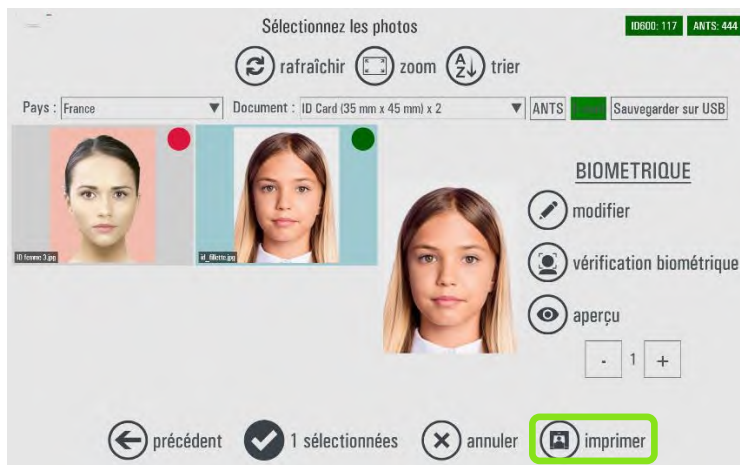 Sélectionnez les photos
ID600: 117 ANTS: 444
rafraîchir zoom A Z trier
Pays : France Document : ID Card (35 mm x 45 mm) x 2 ANTS Sauvegarder sur USB
BIOMETRIQUE
modifier
ID femme 3.jpg id_fillette.jpg
vérification biométrique
aperçu
- 1 +
précédent 1 sélectionnées annuler imprimer